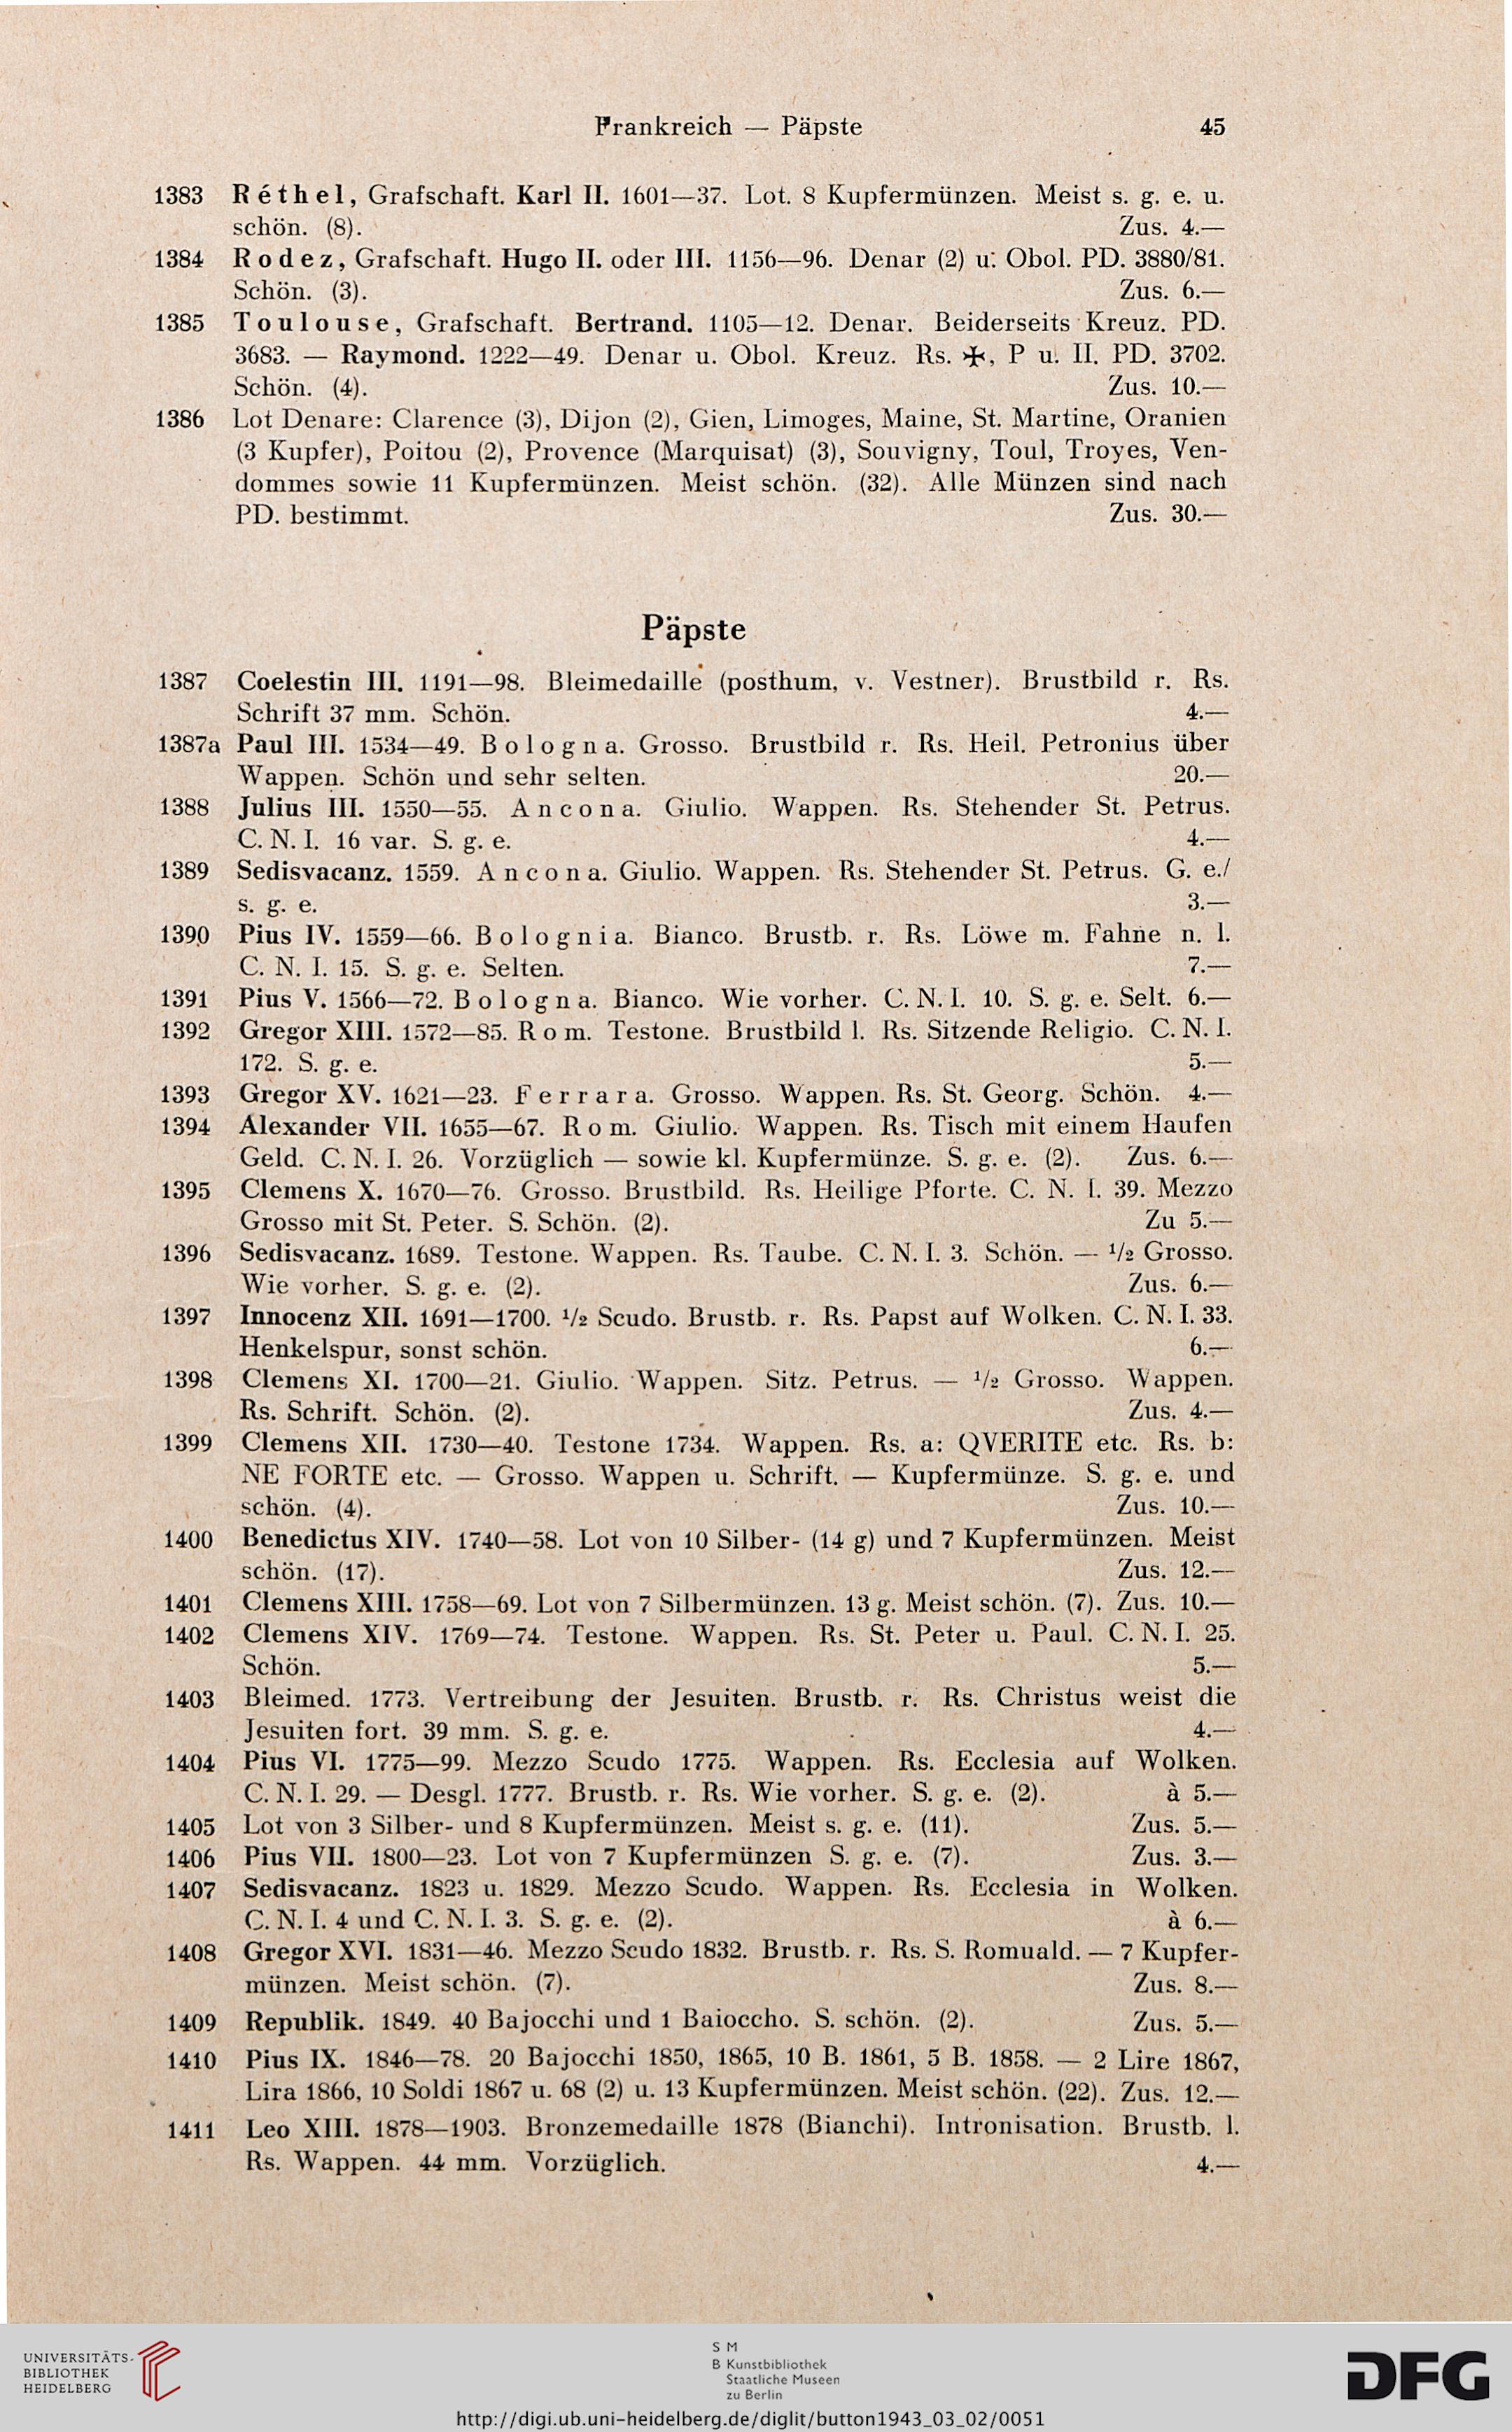 Frankreich — Päpste 45
1383 Réthel, Grafschaft. Karl II. 1601—37. Lot. 8 Kupfermünzen. Meist s. g. e. u.
schön. (8). Zus. 4.—
1384 Rodez, Grafschaft. Hugo II. oder III. 1156—96. Denar (2) u. Obol. PD. 3880/81.
Schön. (3). Zus. 6.—
1385 Toulouse, Grafschaft. Bertrand. 1105—12. Denar. Beiderseits Kreuz. PD.
3683. — Raymond. 1222—49. Denar u. Obol. Kreuz. Rs. ✠, P u. II. PD. 3702.
Schön. (4). Zus. 10.—
1386 Lot Denare: Clarence (3), Dijon (2), Gien, Limoges, Maine, St. Martine, Oranien
(3 Kupfer), Poitou (2), Provence (Marquisat) (3), Souvigny, Toul, Troyes, Ven-
dommes sowie 11 Kupfermünzen. Meist schön. (32). Alle Münzen sind nach
PD. bestimmt. Zus. 30.—
Päpste
1387 Coelestin III. 1191—98. Bleimedaille (posthum, v. Vestner). Brustbild r. Rs.
Schrift 37 mm. Schön. 4.—
1387a Paul III. 1534—49. Bologna. Grosso. Brustbild r. Rs. Heil. Petronius über
Wappen. Schön und sehr selten. 20.—
1388 Julius III. 1550—55. Ancona. Giulio. Wappen. Rs. Stehender St. Petrus.
C. N. I. 16 var. S. g. e. 4.—
1389 Sedisvacanz. 1559. Ancona. Giulio. Wappen. Rs. Stehender St. Petrus. G. e./
s. g. e. 3.—
1390 Pius IV. 1559—66. Bolognia. Bianco. Brustb. r. Rs. Löwe m. Fahne n. l.
C. N. I. 15. S. g. e. Selten. 7.—
1391 Pius V. 1566—72. Bologna. Bianco. Wie vorher. C. N. I. 10. S. g. e. Selt. 6.—
1392 Gregor XIII. 1572—85. Rom. Testone. Brustbild l. Rs. Sitzende Religio. C. N. I.
172. S. g. e. 5.—
1393 Gregor XV. 1621—23. Ferrara. Grosso. Wappen. Rs. St. Georg. Schön. 4.—
1394 Alexander VII. 1655—67. Rom. Giulio. Wappen. Rs. Tisch mit einem Haufen
Geld. C. N. I. 26. Vorzüglich — sowie kl. Kupfermünze. S. g. e. (2). Zus. 6.—
1395 Clemens X. 1670—76. Grosso. Brustbild. Rs. Heilige Pforte. C. N. I. 39. Mezzo
Grosso mit St. Peter. S. Schön. (2). Zu 5.—
1396 Sedisvacanz. 1689. Testone. Wappen. Rs. Taube. C. N. I. 3. Schön. — 1/2 Grosso.
Wie vorher. S. g. e. (2). Zus. 6.—
1397 Innocenz XII. 1691—1700. 1/2 Scudo. Brustb. r. Rs. Papst auf Wolken. C. N. I. 33.
Henkelspur, sonst schön. 6.—
1398 Clemens XI. 1700—21. Giulio. Wappen. Sitz. Petrus. — 1/2 Grosso. Wappen.
Rs. Schrift. Schön. (2). Zus. 4.—
1399 Clemens XII. 1730—40. Testone 1734. Wappen. Rs. a: QVERITE etc. Rs. b:
NE FORTE etc. — Grosso. Wappen u. Schrift. — Kupfermünze. S. g. e. und
schön. (4). Zus. 10.—
1400 Benedictus XIV. 1740—58. Lot von 10 Silber- (14 g) und 7 Kupfermünzen. Meist
schön. (17). Zus. 12.—
1401 Clemens XIII. 1758—69. Lot von 7 Silbermünzen. 13 g. Meist schön. (7). Zus. 10.—
1402 Clemens XIV. 1769—74. Testone. Wappen. Rs. St. Peter u. Paul. C. N. I. 25.
Schön. 5.—
1403 Bleimed. 1773. Vertreibung der Jesuiten. Brustb. r. Rs. Christus weist die
Jesuiten fort. 39 mm. S. g. e. 4.—
1404 Pius VI. 1775—99. Mezzo Scudo 1775. Wappen. Rs. Ecclesia auf Wolken.
C. N. I. 29. — Desgl. 1777. Brustb. r. Rs. Wie vorher. S. g. e. (2). à 5.—
1405 Lot von 3 Silber- und 8 Kupfermünzen. Meist s. g. e. (11). Zus. 5.—
1406 Pius VII. 1800—23. Lot von 7 Kupfermünzen S. g. e. (7). Zus. 3.—
1407 Sedisvacanz. 1823 u. 1829. Mezzo Scudo. Wappen. Rs. Ecclesia in Wolken.
C. N. I. 4 und C. N. I. 3. S. g. e. (2). à 6.—
1408 Gregor XVI. 1831—46. Mezzo Scudo 1832. Brustb. r. Rs. S. Romuald. — 7 Kupfer-
münzen. Meist schön. (7). Zus. 8.—
1409 Republik. 1849. 40 Bajocchi und 1 Baioccho. S. schön. (2). Zus. 5.—
1410 Pius IX. 1846—78. 20 Bajocchi 1850, 1865, 10 B. 1861, 5 B. 1858. — 2 Lire 1867,
Lira 1866, 10 Soldi 1867 u. 68 (2) u. 13 Kupfermünzen. Meist schön. (22). Zus. 12.—
1411 Leo XIII. 1878—1903. Bronzemedaille 1878 (Bianchi). Intronisation. Brustb. l.
Rs. Wappen. 44 mm. Vorzüglich. 4.—
UNIVERSITÄTS-
BIBLIOTHEK
HEIDELBERG
S M
B Kunstbibliothek
Staatliche Museen
zu Berlin
DFG
http://digi.ub.uni-heidelberg.de/diglit/button1943_03_02/0051